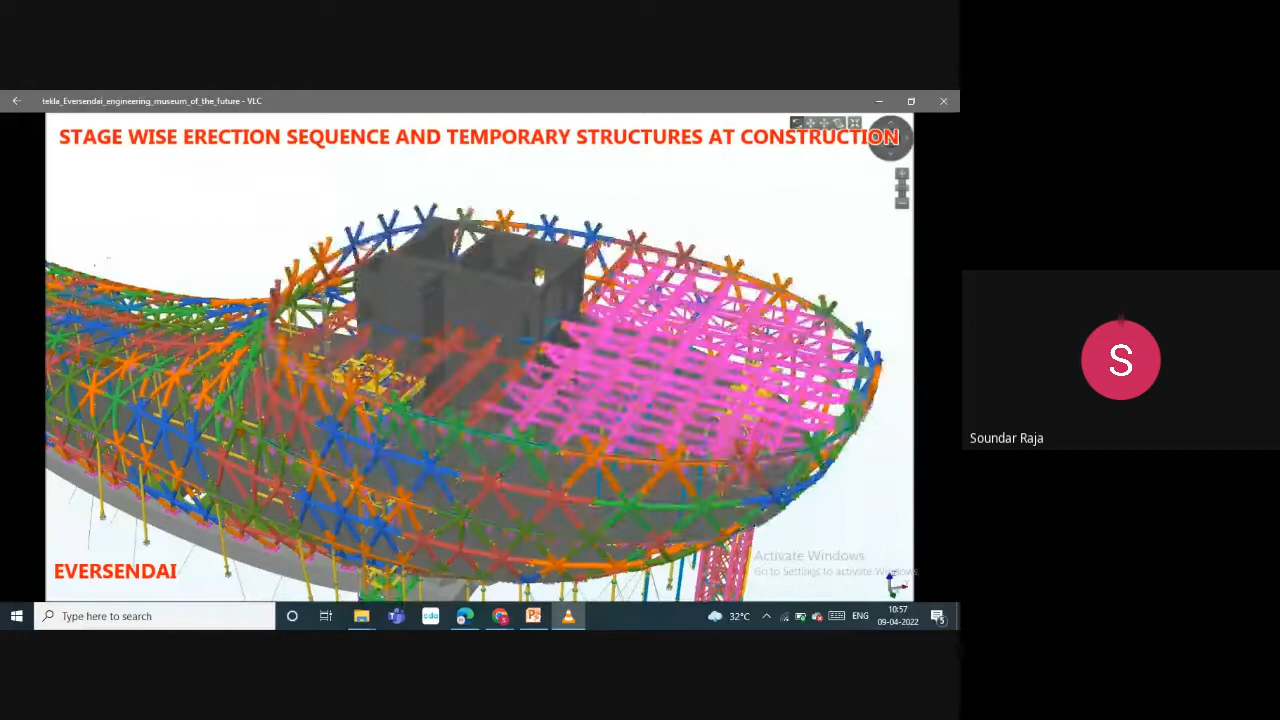 tekla_Eversendai_engineering_museum_of_the_future - VLC
STAGE WISE ERECTION SEQUENCE AND TEMPORARY STRUCTURES AT CONSTRUCTION
S
Soundar Raja
Activate Windows
Go to Settings to activate Windows.
EVERSENDAI
Type here to search
32°C
ENG
10:57
09-04-2022
5